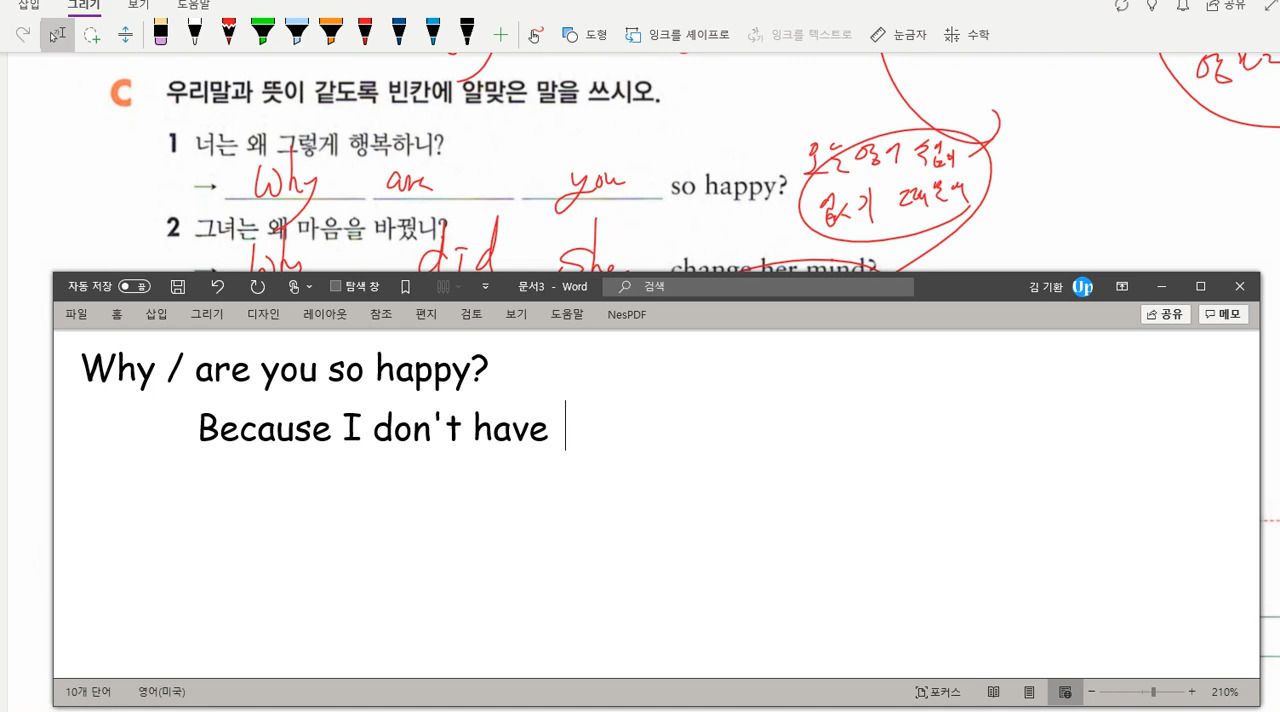 삽입 그리기 보기 도움말 공유
도형 잉크를 셰이프로 잉크를 텍스트로 눈금자 수학
C 우리말과 뜻이 같도록 빈칸에 알맞은 말을 쓰시오.
1 너는 왜 그렇게 행복하니?
→ Why are you so happy?
오늘 영어 수업이
없기 때문에
2 그녀는 왜 마음을 바꿨니?
→ Why did she change her mind?
자동 저장 끔 탐색 창 문서3 - Word 검색 김 기환 Up
파일 홈 삽입 그리기 디자인 레이아웃 참조 편지 검토 보기 도움말 NesPDF 공유 메모
Why / are you so happy?
Because I don't have
10개 단어 영어(미국) 포커스 210%